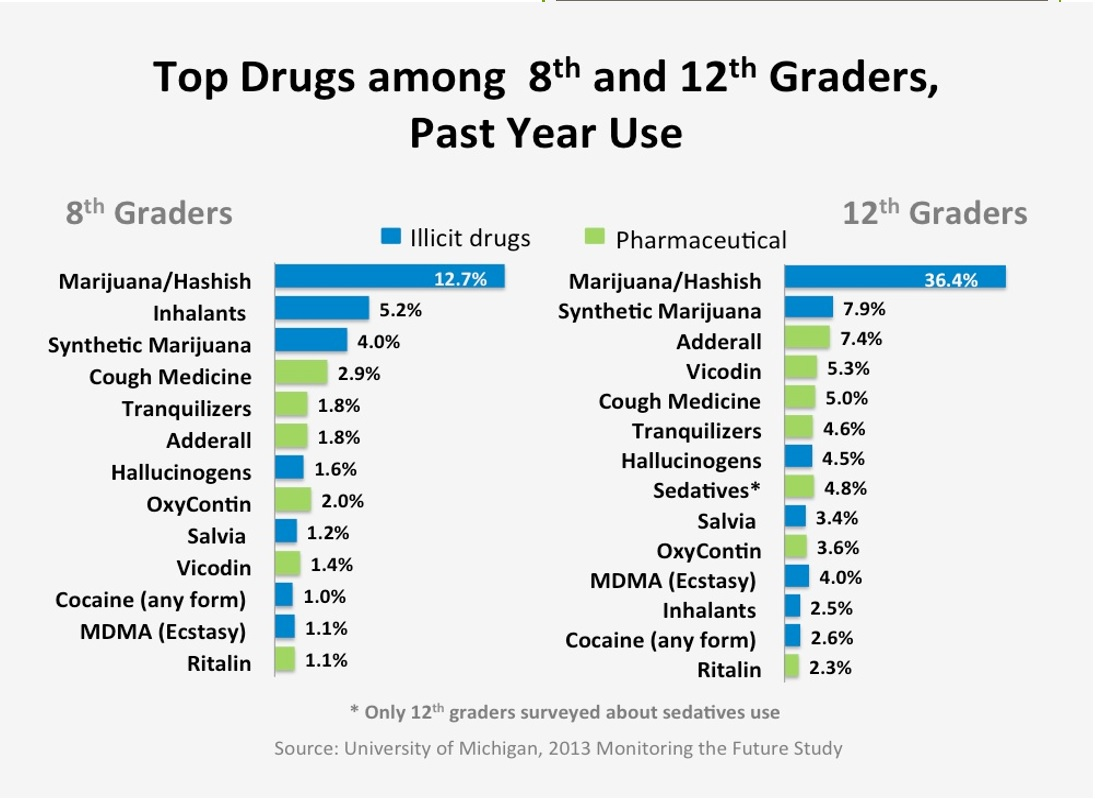 Top Drugs among 8th and 12th Graders,
Past Year Use
8th Graders
12th Graders
Illicit drugs
Pharmaceutical
Marijuana/Hashish 12.7%
Inhalants 5.2%
Synthetic Marijuana 4.0%
Cough Medicine 2.9%
Tranquilizers 1.8%
Adderall 1.8%
Hallucinogens 1.6%
OxyContin 2.0%
Salvia 1.2%
Vicodin 1.4%
Cocaine (any form) 1.0%
MDMA (Ecstasy) 1.1%
Ritalin 1.1%
Marijuana/Hashish 36.4%
Synthetic Marijuana 7.9%
Adderall 7.4%
Vicodin 5.3%
Cough Medicine 5.0%
Tranquilizers 4.6%
Hallucinogens 4.5%
Sedatives* 4.8%
Salvia 3.4%
OxyContin 3.6%
MDMA (Ecstasy) 4.0%
Inhalants 2.5%
Cocaine (any form) 2.6%
Ritalin 2.3%
* Only 12th graders surveyed about sedatives use
Source: University of Michigan, 2013 Monitoring the Future Study